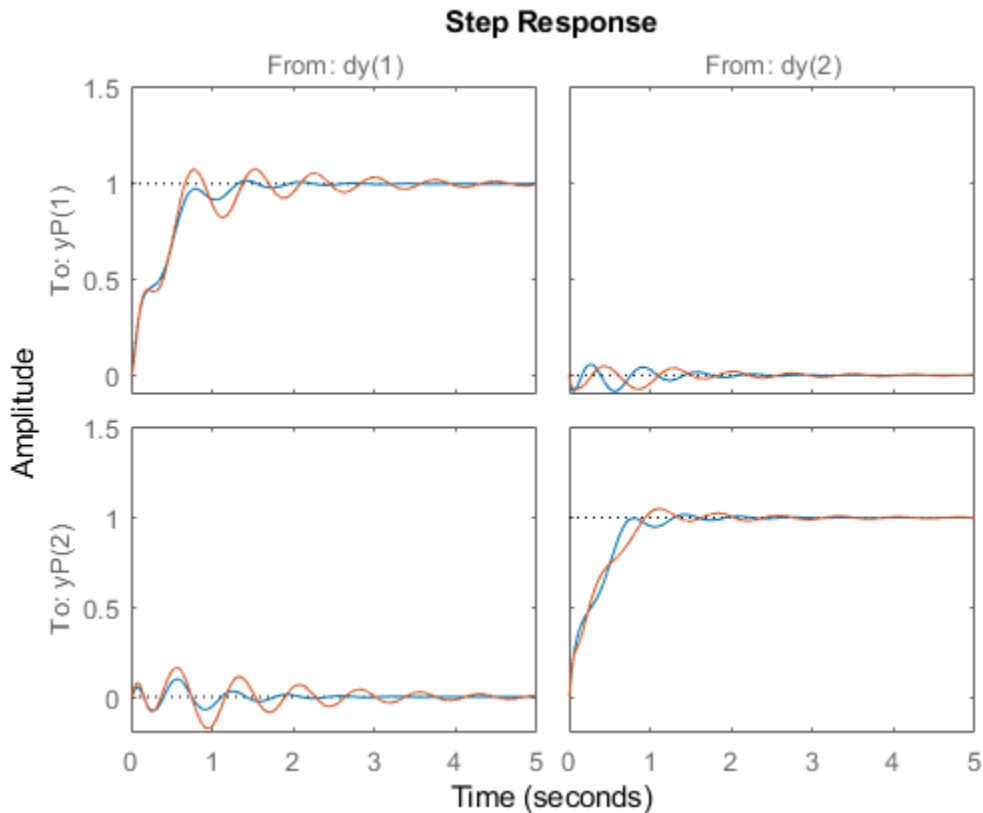 Step Response
From: dy(1)
From: dy(2)
Amplitude
To: yP(1)
1.5
1
0.5
0
To: yP(2)
1.5
1
0.5
0
0 1 2 3 4 5
0 1 2 3 4 5
Time (seconds)